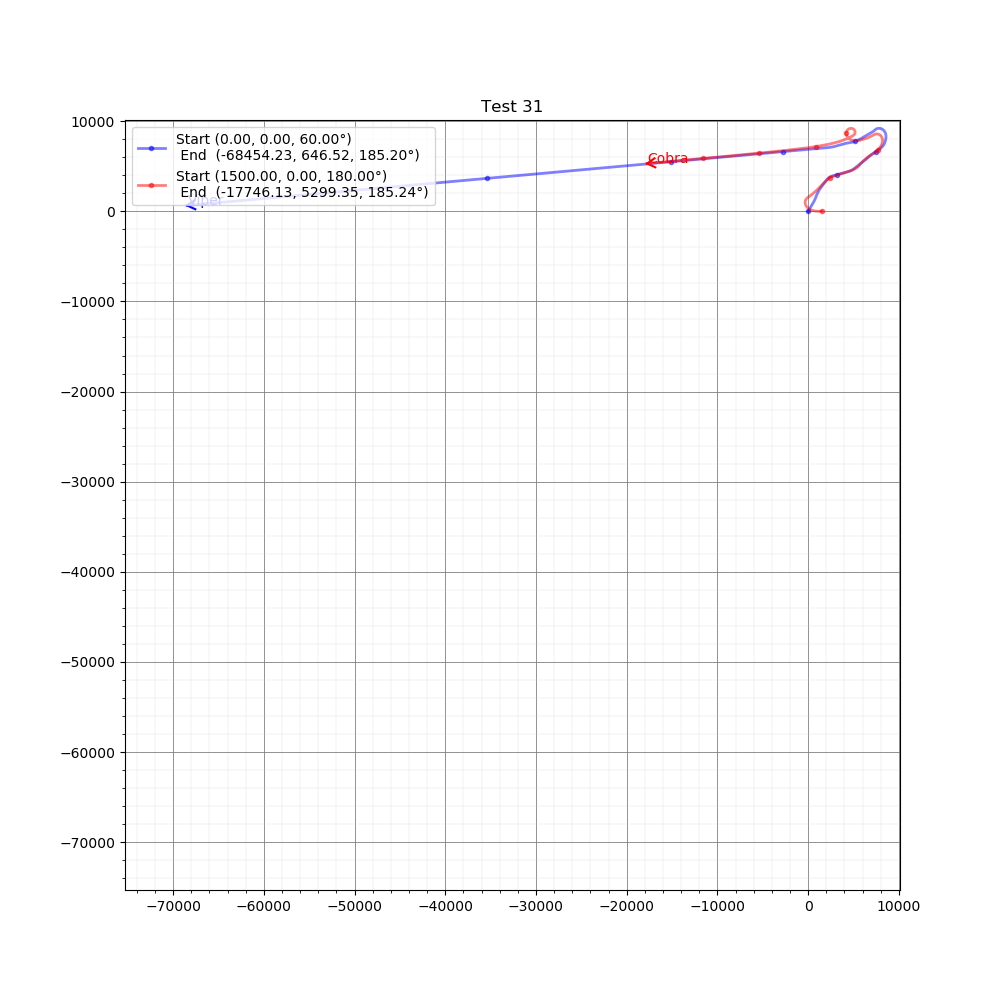 Test 31
10000
0
−10000
−20000
−30000
−40000
−50000
−60000
−70000
Start (0.00, 0.00, 60.00°)
End (-68454.23, 646.52, 185.20°)
Start (1500.00, 0.00, 180.00°)
End (-17746.13, 5299.35, 185.24°)
Viper
Cobra
−70000 −60000 −50000 −40000 −30000 −20000 −10000 0 10000